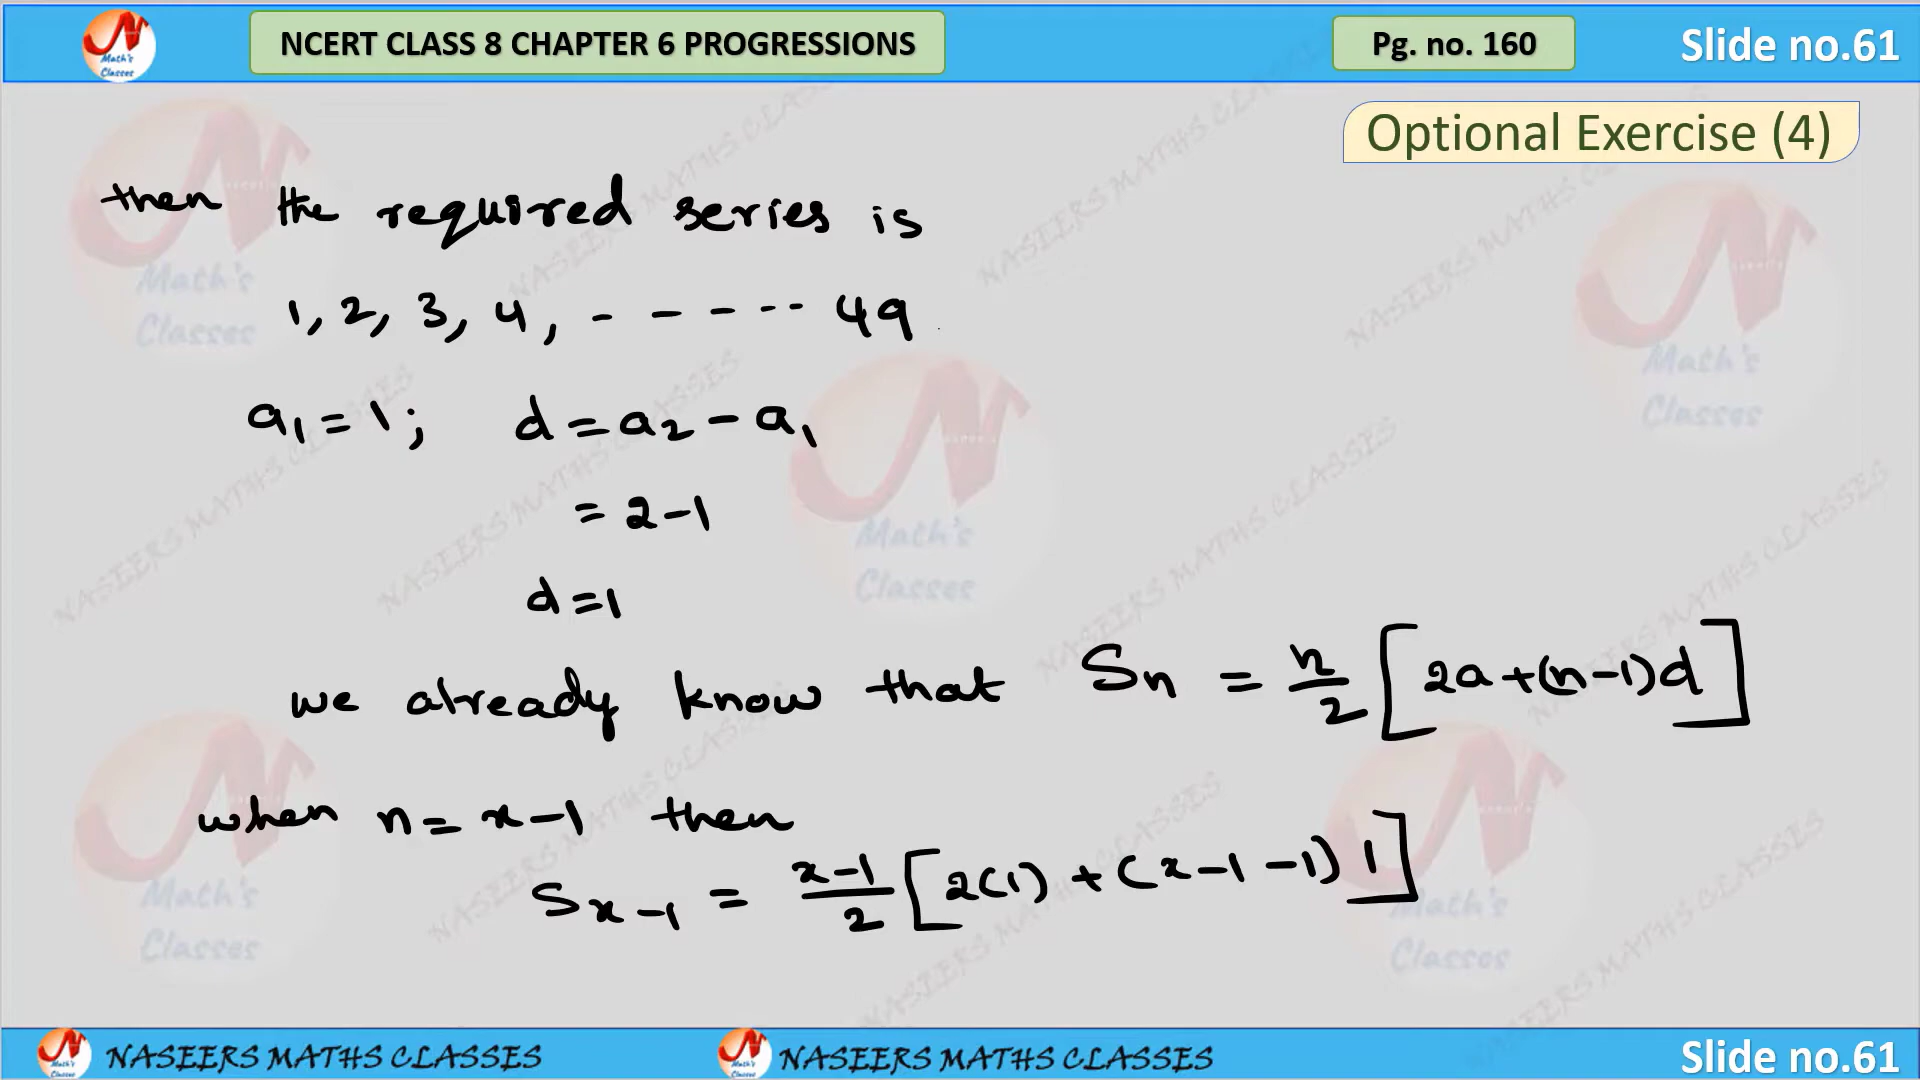 NCERT CLASS 8 CHAPTER 6 PROGRESSIONS
Pg. no. 160
Slide no.61
Math's
Classes
Optional Exercise (4)
then the required series is
1, 2, 3, 4, - - - -- 49
a₁ = 1 ; d = a₂ - a₁
= 2-1
d = 1
we already know that Sn = n/2 [2a+(n-1)d]
when n = x-1 then
Sx-1 = x-1/2 [2(1) + (x-1-1) 1]
NASEERS MATHS CLASSES
NASEERS MATHS CLASSES
Slide no.61